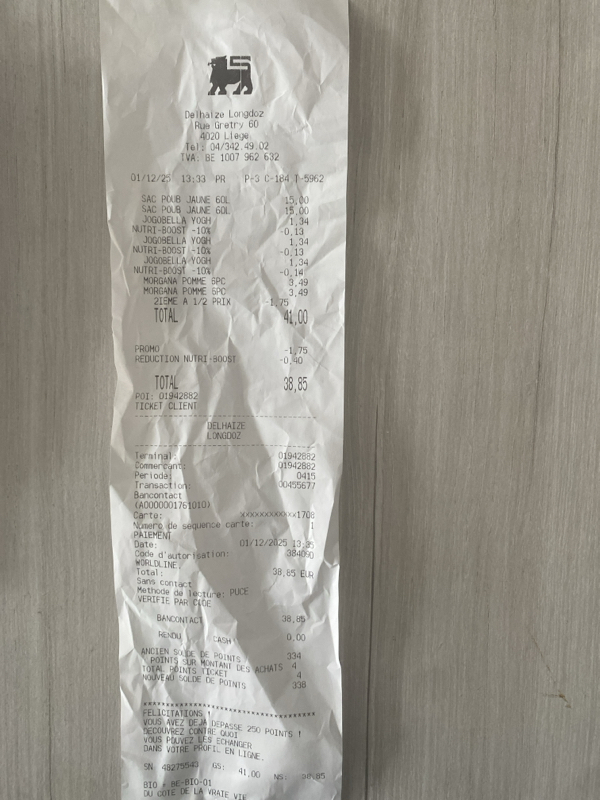 Delhaize Longdoz
Rue Gretry 60
4020 Liege
Tel: 04/342.49.02
TVA: BE 1007 962 632
01/12/25 13:33 PR P-3 C-184 T-5962
SAC POUB JAUNE 60L 15,00
SAC POUB JAUNE 60L 15,00
JOGOBELLA YOGH 1,34
NUTRI-BOOST -10% -0,13
JOGOBELLA YOGH 1,34
NUTRI-BOOST -10% -0,13
JOGOBELLA YOGH 1,34
NUTRI-BOOST -10% -0,14
MORGANA POMME 6PC 3,49
MORGANA POMME 6PC 3,49
2IEME A 1/2 PRIX -1,75
TOTAL 41,00
PROMO -1,75
REDUCTION NUTRI-BOOST -0,40
TOTAL 38,85
POI: 01942882
TICKET CLIENT
DELHAIZE
LONGDOZ
Terminal: 01942882
Commercant: 01942882
Periode: 0415
Transaction: 00455677
Bancontact
(A0000001761010)
Carte: xxxxxxxxxxxx1708
Numero de sequence carte: 1
PAIEMENT
Date: 01/12/2025 13:35
Code d'autorisation: 384090
WORLDLINE
Total: 38,85 EUR
Sans contact
Methode de lecture: PUCE
VERIFIE PAR CODE
BANCONTACT 38,85
RENDU CASH 0,00
ANCIEN SOLDE DE POINTS 334
POINTS SUR MONTANT DES ACHATS 4
TOTAL POINTS TICKET 4
NOUVEAU SOLDE DE POINTS 338
****************************************
FELICITATIONS !
VOUS AVEZ DEJA DEPASSE 250 POINTS !
DECOUVREZ CONTRE QUOI
VOUS POUVEZ LES ECHANGER
DANS VOTRE PROFIL EN LIGNE.
SN: 48275543 GS: 41,00 NS: 38,85
BIO - BE-BIO-01
DU COTE DE LA VRAIE VIE